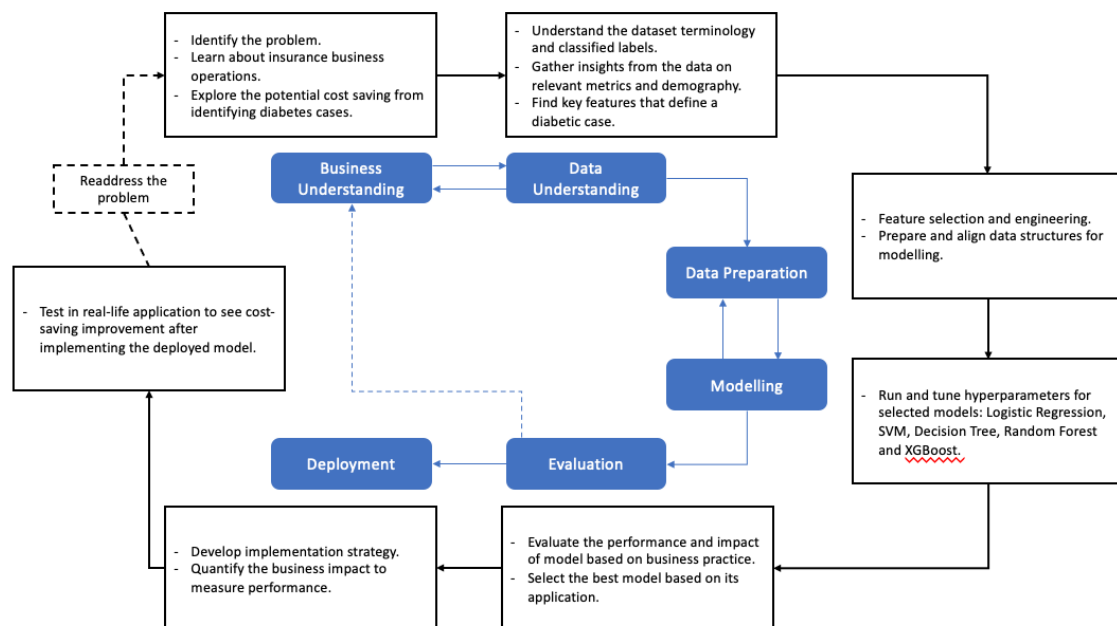 - Identify the problem.
- Learn about insurance business
operations.
- Explore the potential cost saving from
identifying diabetes cases.
- Understand the dataset terminology
and classified labels.
- Gather insights from the data on
relevant metrics and demography.
- Find key features that define a
diabetic case.
Business
Understanding
Data
Understanding
Readdress the
problem
- Feature selection and engineering.
- Prepare and align data structures for
modelling.
Data Preparation
- Test in real-life application to see cost-
saving improvement after
implementing the deployed model.
Modelling
- Run and tune hyperparameters for
selected models: Logistic Regression,
SVM, Decision Tree, Random Forest
and XGBoost.
Deployment
Evaluation
- Develop implementation strategy.
- Quantify the business impact to
measure performance.
- Evaluate the performance and impact
of model based on business practice.
- Select the best model based on its
application.